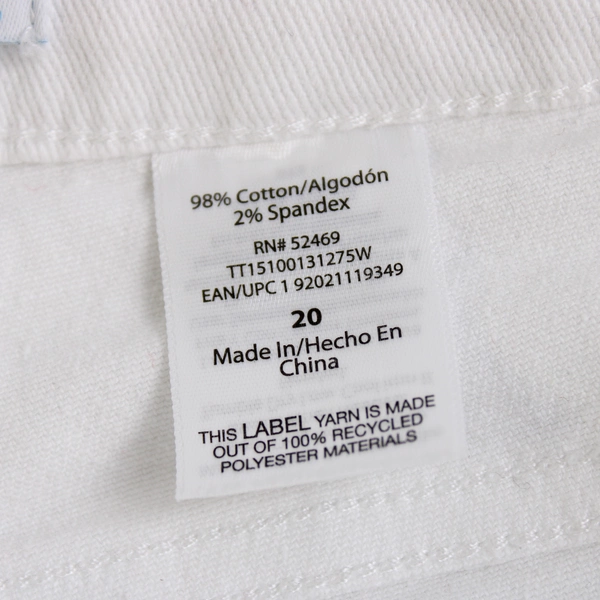 98% Cotton/Algodón
2% Spandex
RN# 52469
TT15100131275W
EAN/UPC 1 92021119349
20
Made In/Hecho En
China
THIS LABEL YARN IS MADE
OUT OF 100% RECYCLED
POLYESTER MATERIALS